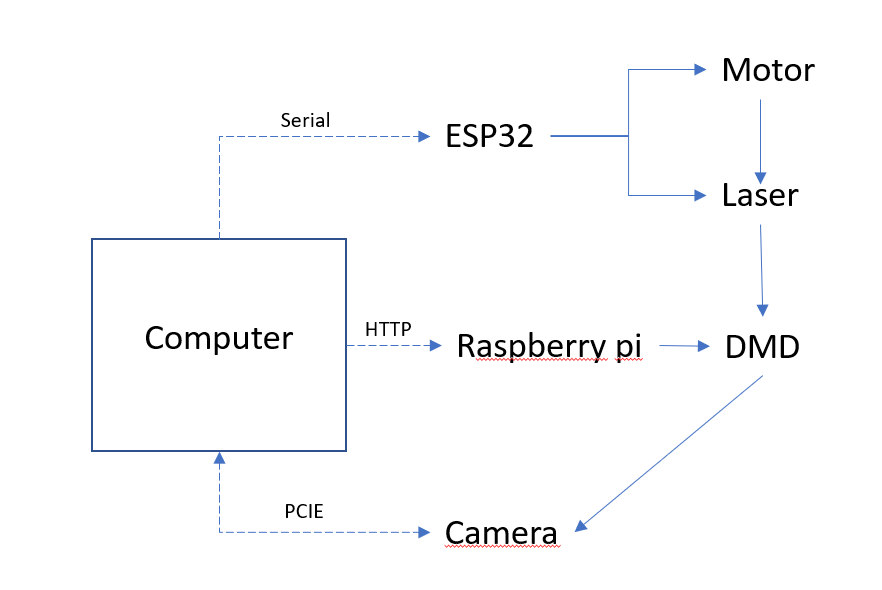 Motor
Serial
ESP32
Laser
Computer
HTTP
Raspberry pi
DMD
PCIE
Camera